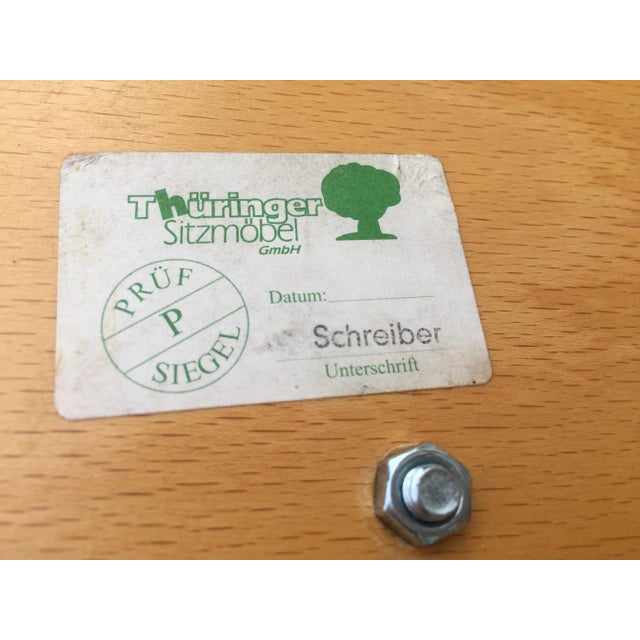 Thüringer
Sitzmöbel
GmbH
PRÜF
P
SIEGEL
Datum:
Schreiber
Unterschrift